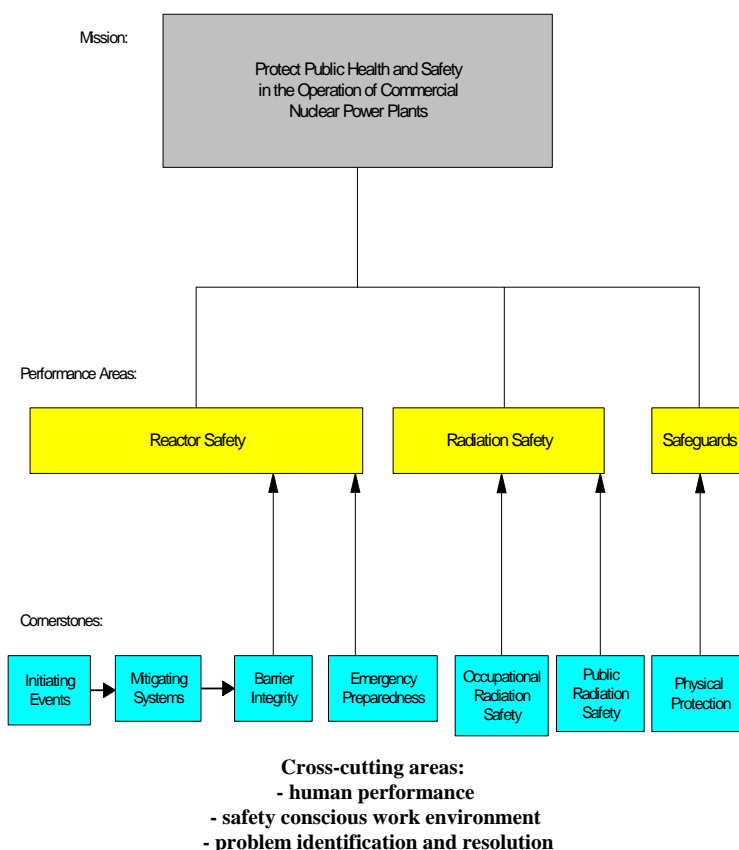 Mission:
Protect Public Health and Safety
in the Operation of Commercial
Nuclear Power Plants
Performance Areas:
Reactor Safety
Radiation Safety
Safeguards
Cornerstones:
Initiating
Events
Mitigating
Systems
Barrier
Integrity
Emergency
Preparedness
Occupational
Radiation
Safety
Public
Radiation
Safety
Physical
Protection
Cross-cutting areas:
- human performance
- safety conscious work environment
- problem identification and resolution